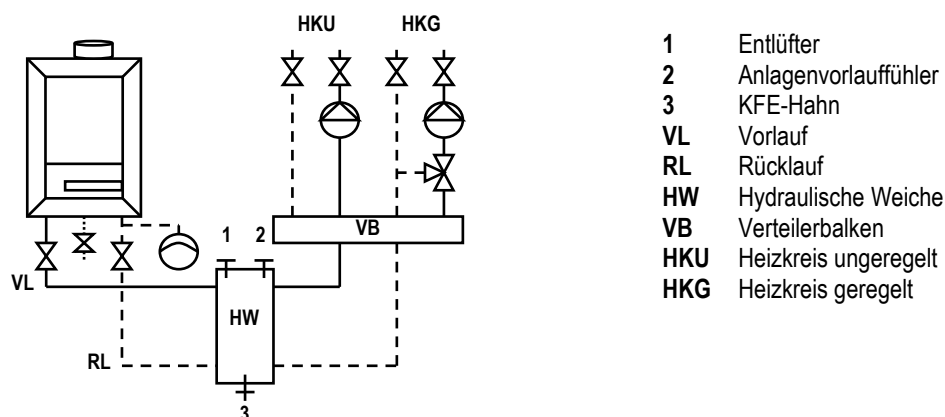 HKU HKG
VB
1 2
VL
HW
RL
3
1 Entlüfter
2 Anlagenvorlauffühler
3 KFE-Hahn
VL Vorlauf
RL Rücklauf
HW Hydraulische Weiche
VB Verteilerbalken
HKU Heizkreis ungeregelt
HKG Heizkreis geregelt